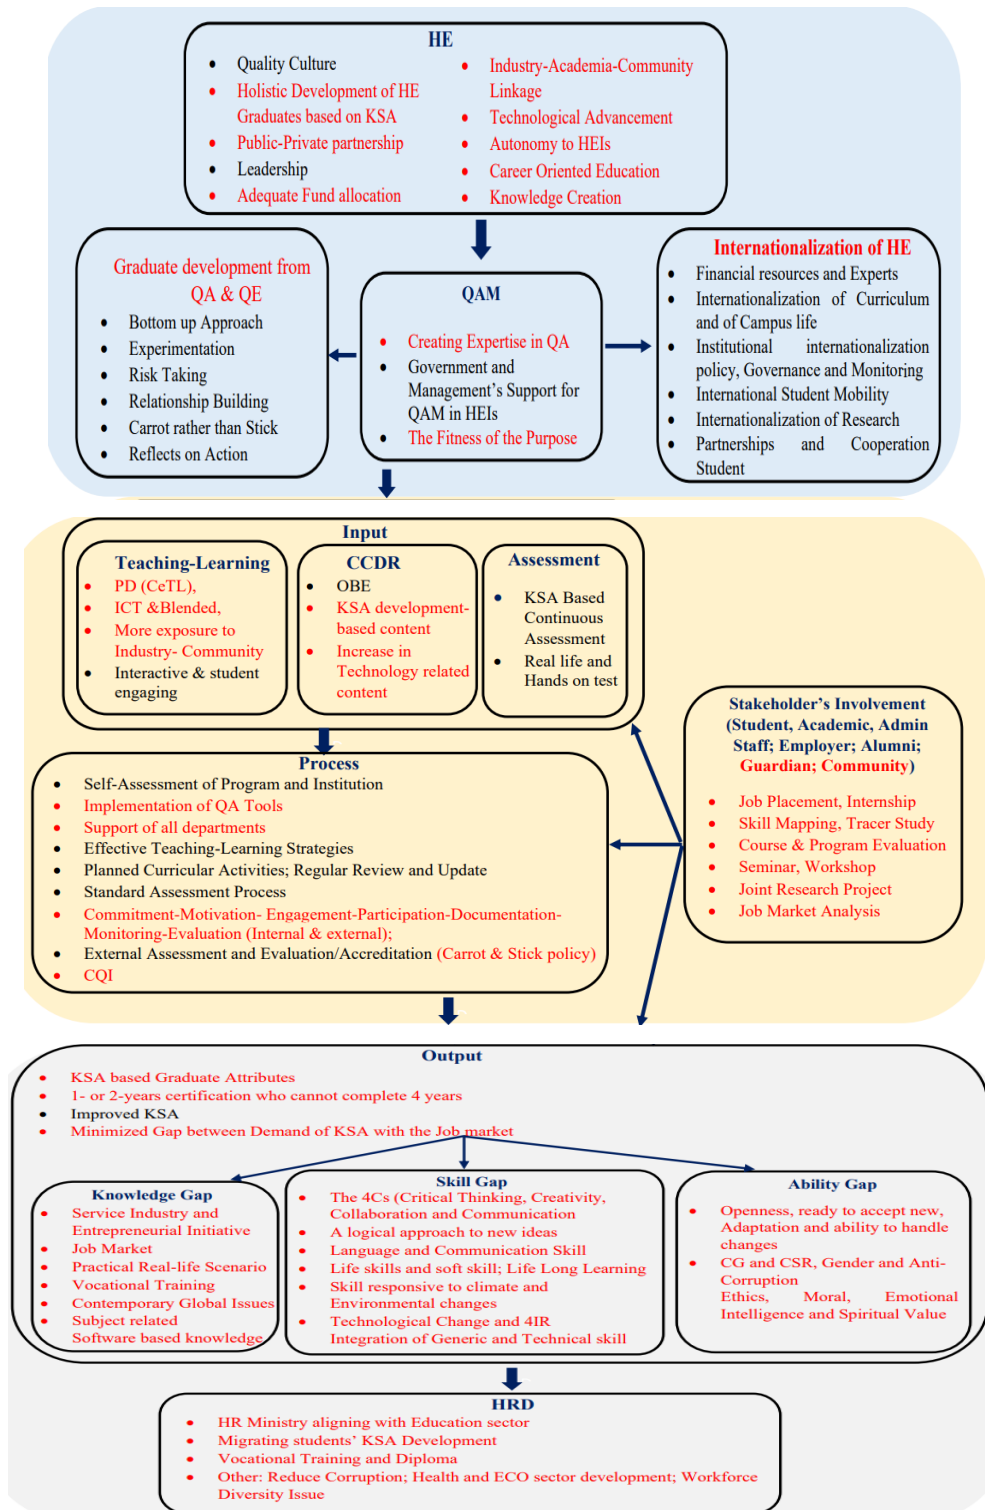 HE
Quality Culture
Holistic Development of HE
Graduates based on KSA
Public-Private partnership
Leadership
Adequate Fund allocation
Industry-Academia-Community
Linkage
Technological Advancement
Autonomy to HEIs
Career Oriented Education
Knowledge Creation
Graduate development from
QA & QE
Bottom up Approach
Experimentation
Risk Taking
Relationship Building
Carrot rather than Stick
Reflects on Action
QAM
Creating Expertise in QA
Government and
Management’s Support for
QAM in HEIs
The Fitness of the Purpose
Internationalization of HE
Financial resources and Experts
Internationalization of Curriculum
and of Campus life
Institutional internationalization
policy, Governance and Monitoring
International Student Mobility
Internationalization of Research
Partnerships and Cooperation
Student
Input
Teaching-Learning
PD (CeTL),
ICT &Blended,
More exposure to
Industry- Community
Interactive & student
engaging
CCDR
OBE
KSA development-
based content
Increase in
Technology related
content
Assessment
KSA Based
Continuous
Assessment
Real life and
Hands on test
Stakeholder’s Involvement
(Student, Academic, Admin
Staff; Employer; Alumni;
Guardian; Community)
Job Placement, Internship
Skill Mapping, Tracer Study
Course & Program Evaluation
Seminar, Workshop
Joint Research Project
Job Market Analysis
Process
Self-Assessment of Program and Institution
Implementation of QA Tools
Support of all departments
Effective Teaching-Learning Strategies
Planned Curricular Activities; Regular Review and Update
Standard Assessment Process
Commitment-Motivation- Engagement-Participation-Documentation-
Monitoring-Evaluation (Internal & external);
External Assessment and Evaluation/Accreditation (Carrot & Stick policy)
CQI
Output
KSA based Graduate Attributes
1- or 2-years certification who cannot complete 4 years
Improved KSA
Minimized Gap between Demand of KSA with the Job market
Knowledge Gap
Service Industry and
Entrepreneurial Initiative
Job Market
Practical Real-life Scenario
Vocational Training
Contemporary Global Issues
Subject related
Software based knowledge
Skill Gap
The 4Cs (Critical Thinking, Creativity,
Collaboration and Communication
A logical approach to new ideas
Language and Communication Skill
Life skills and soft skill; Life Long Learning
Skill responsive to climate and
Environmental changes
Technological Change and 4IR
Integration of Generic and Technical skill
Ability Gap
Openness, ready to accept new,
Adaptation and ability to handle
changes
CG and CSR, Gender and Anti-
Corruption
Ethics, Moral, Emotional
Intelligence and Spiritual Value
HRD
HR Ministry aligning with Education sector
Migrating students’ KSA Development
Vocational Training and Diploma
Other: Reduce Corruption; Health and ECO sector development; Workforce
Diversity Issue